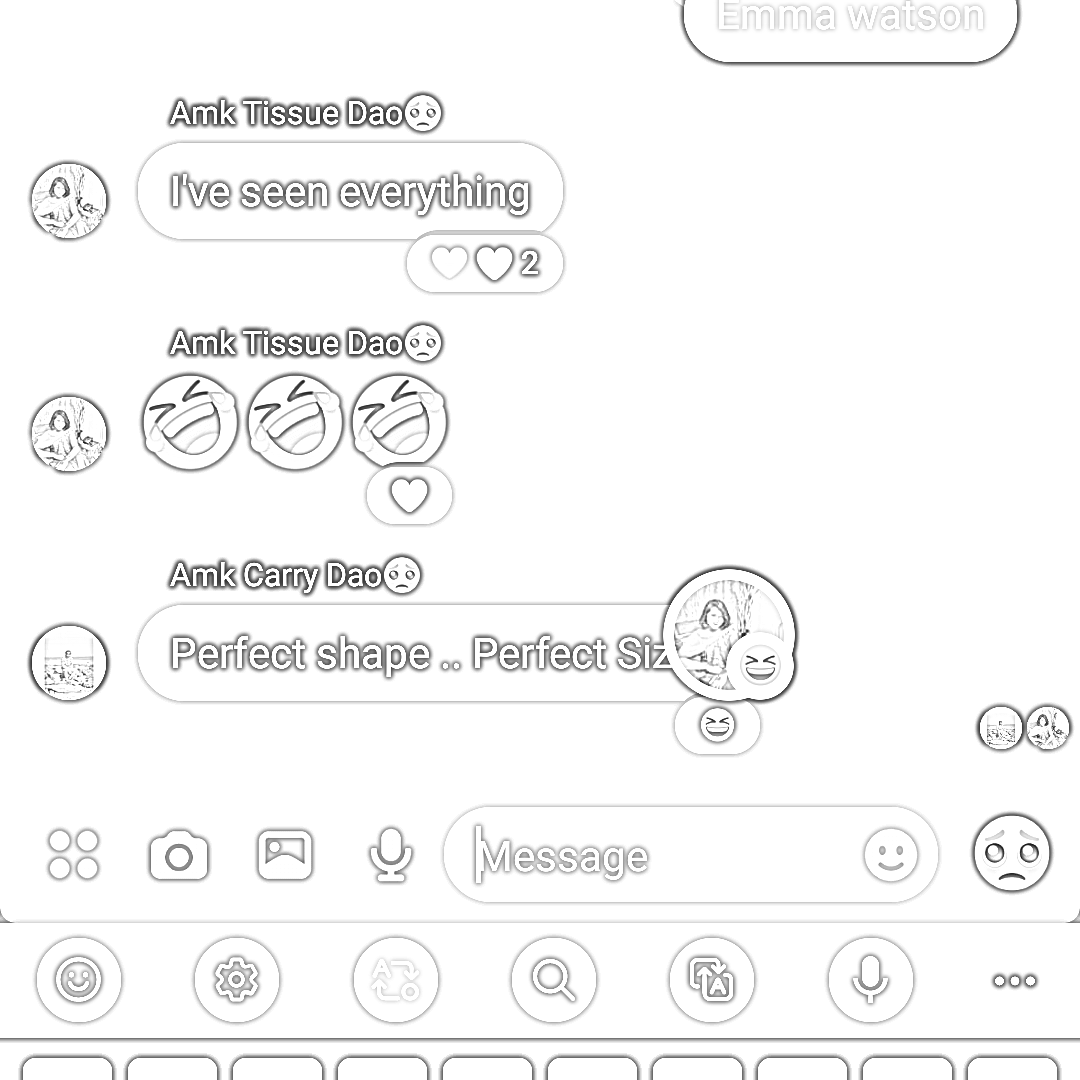 Emma watson
Amk Tissue Dao🥺
I've seen everything
2
Amk Tissue Dao🥺
Amk Carry Dao🥺
Perfect shape .. Perfect Siz
Message